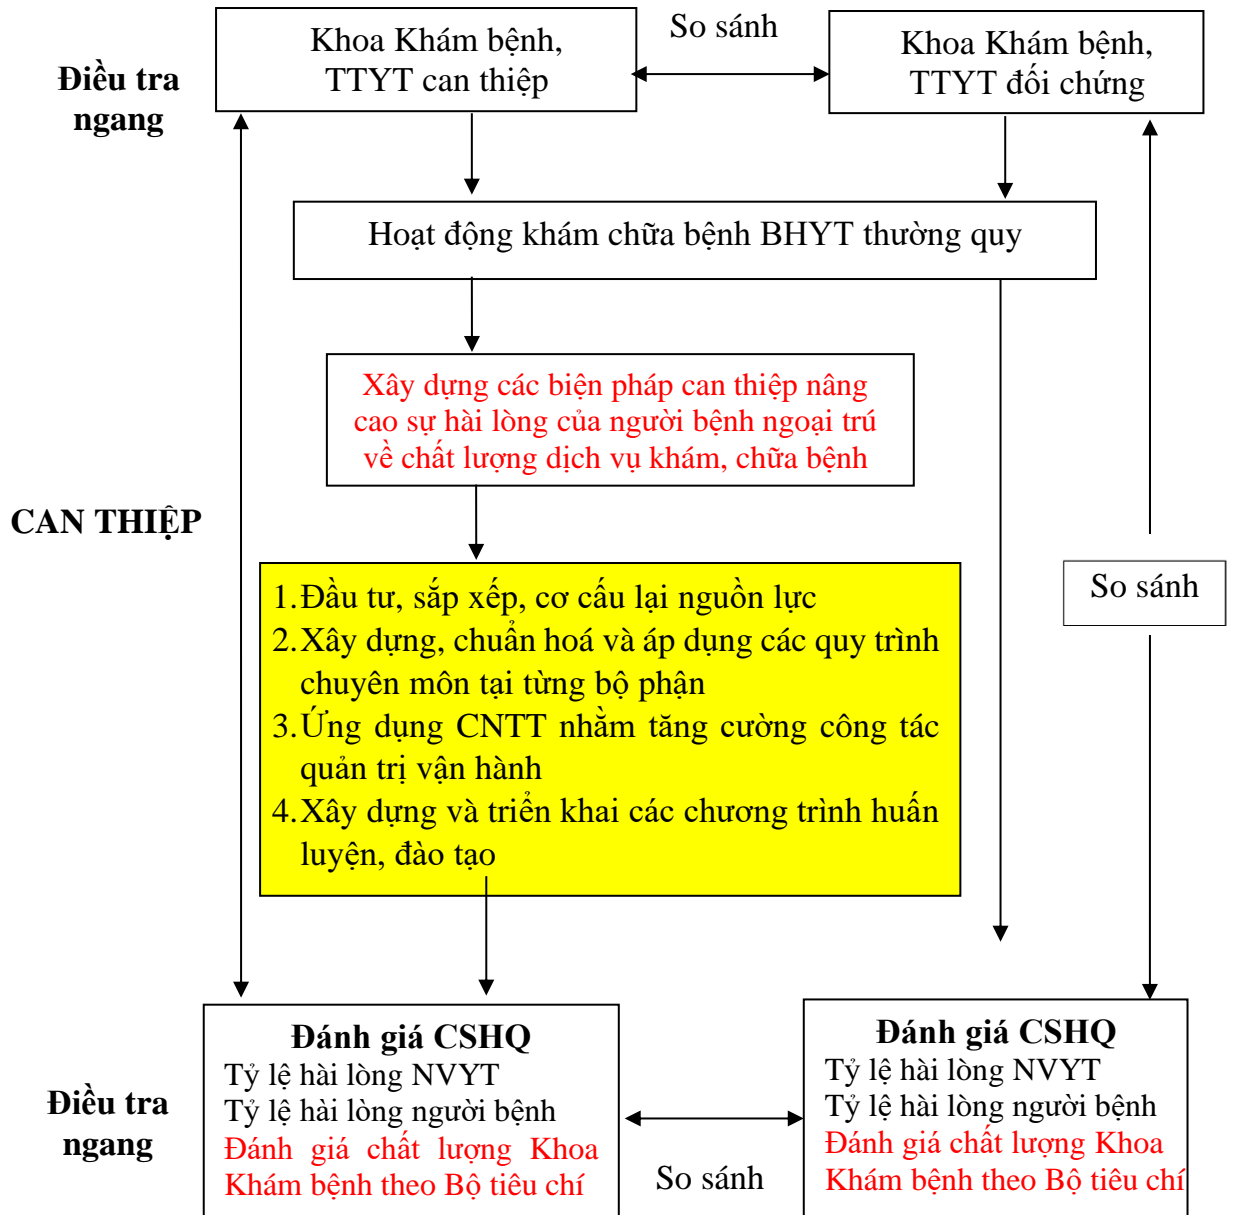 Khoa Khám bệnh,
TTYT can thiệp
So sánh
Khoa Khám bệnh,
TTYT đối chứng
Điều tra
ngang
Hoạt động khám chữa bệnh BHYT thường quy
Xây dựng các biện pháp can thiệp nâng
cao sự hài lòng của người bệnh ngoại trú
về chất lượng dịch vụ khám, chữa bệnh
CAN THIỆP
1.Đầu tư, sắp xếp, cơ cấu lại nguồn lực
2.Xây dựng, chuẩn hoá và áp dụng các quy trình
chuyên môn tại từng bộ phận
3.Ứng dụng CNTT nhằm tăng cường công tác
quản trị vận hành
4.Xây dựng và triển khai các chương trình huấn
luyện, đào tạo
So sánh
Điều tra
ngang
Đánh giá CSHQ
Tỷ lệ hài lòng NVYT
Tỷ lệ hài lòng người bệnh
Đánh giá chất lượng Khoa
Khám bệnh theo Bộ tiêu chí
So sánh
Đánh giá CSHQ
Tỷ lệ hài lòng NVYT
Tỷ lệ hài lòng người bệnh
Đánh giá chất lượng Khoa
Khám bệnh theo Bộ tiêu chí